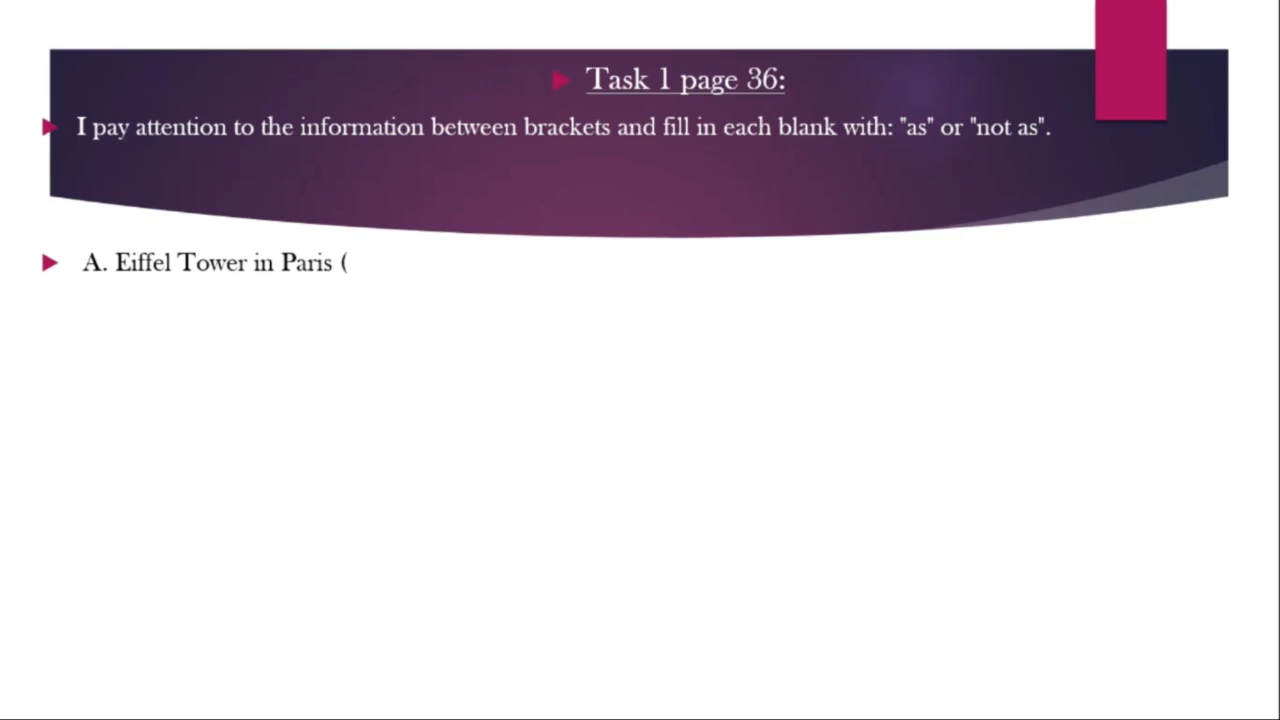 Task 1 page 36:
I pay attention to the information between brackets and fill in each blank with: "as" or "not as".
A. Eiffel Tower in Paris (